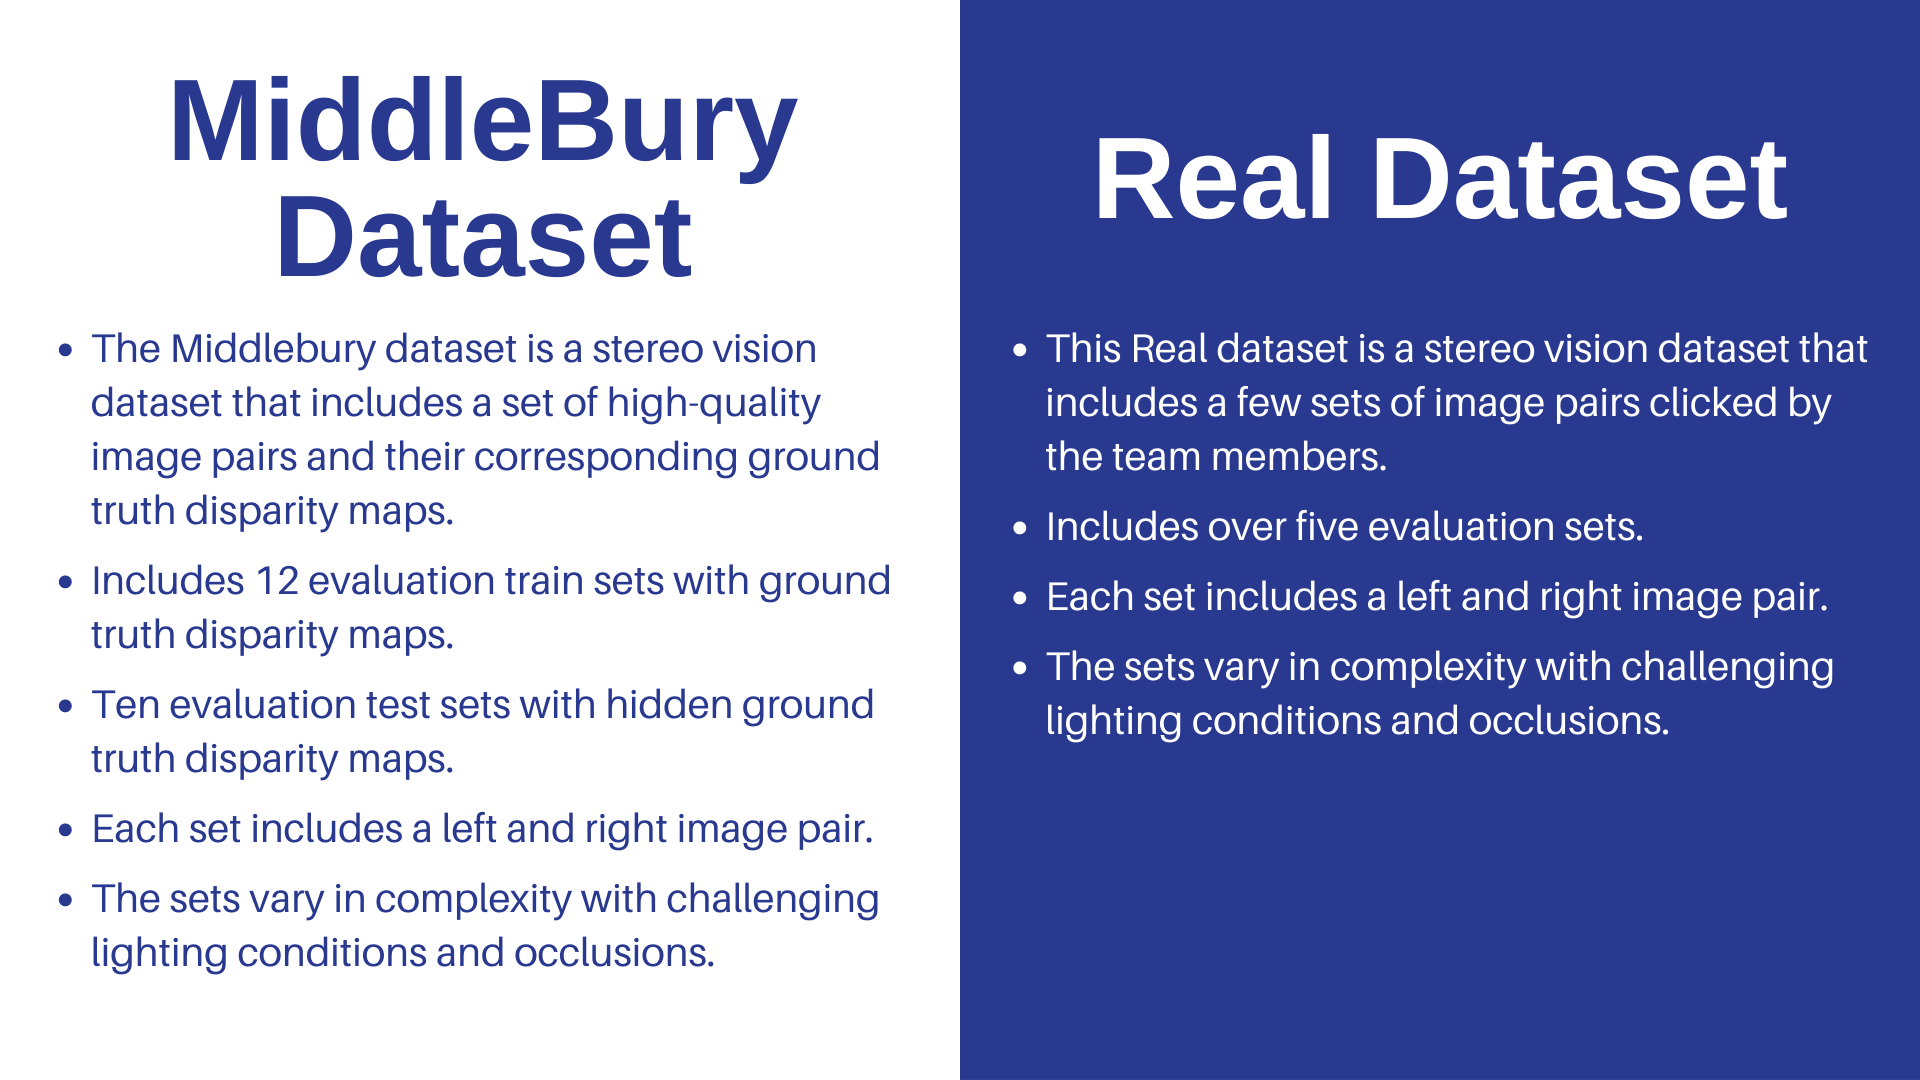 MiddleBury
Dataset
• The Middlebury dataset is a stereo vision
dataset that includes a set of high-quality
image pairs and their corresponding ground
truth disparity maps.
• Includes 12 evaluation train sets with ground
truth disparity maps.
• Ten evaluation test sets with hidden ground
truth disparity maps.
• Each set includes a left and right image pair.
• The sets vary in complexity with challenging
lighting conditions and occlusions.
Real Dataset
• This Real dataset is a stereo vision dataset that
includes a few sets of image pairs clicked by
the team members.
• Includes over five evaluation sets.
• Each set includes a left and right image pair.
• The sets vary in complexity with challenging
lighting conditions and occlusions.